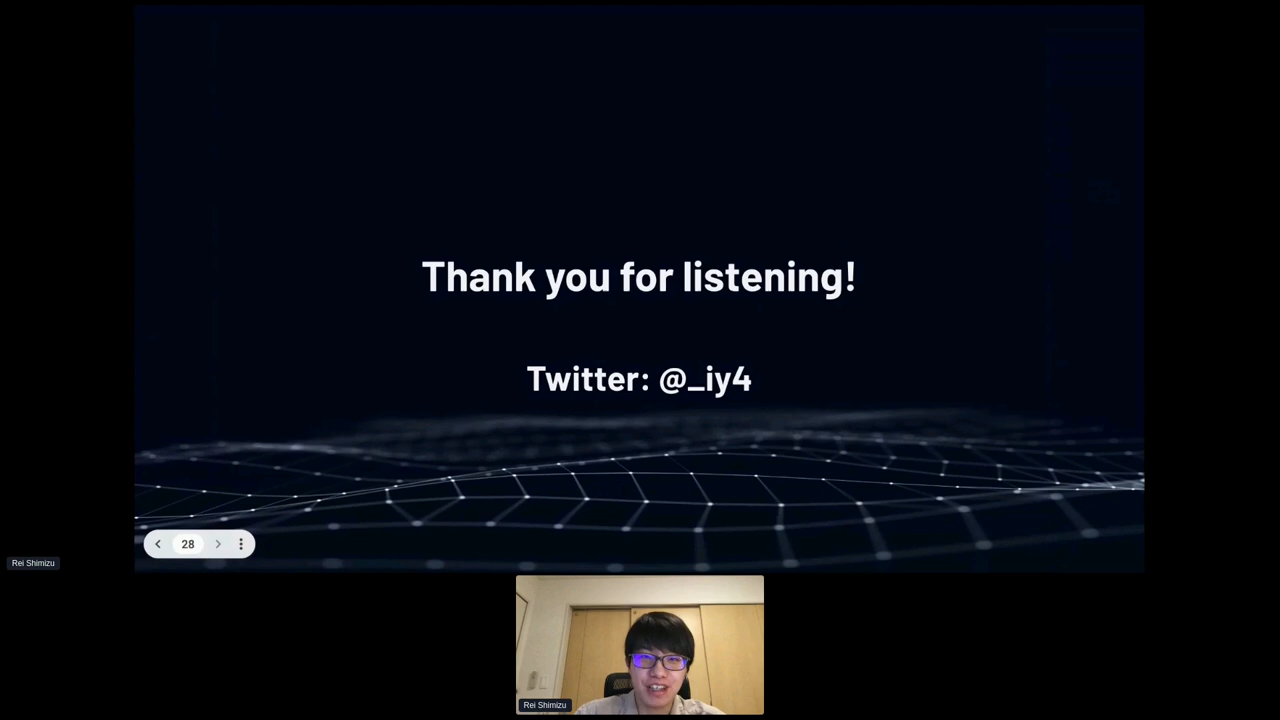 Thank you for listening!
Twitter: @_iy4
28
Rei Shimizu
Rei Shimizu